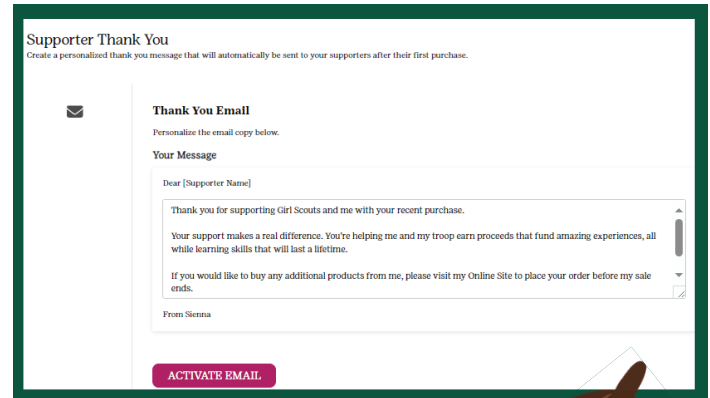 Supporter Thank You
Create a personalized thank you message that will automatically be sent to your supporters after their first purchase.
Thank You Email
Personalize the email copy below.
Your Message
Dear [Supporter Name]
Thank you for supporting Girl Scouts and me with your recent purchase.
Your support makes a real difference. You're helping me and my troop earn proceeds that fund amazing experiences, all
while learning skills that will last a lifetime.
If you would like to buy any additional products from me, please visit my Online Site to place your order before my sale
ends.
From Sienna
ACTIVATE EMAIL